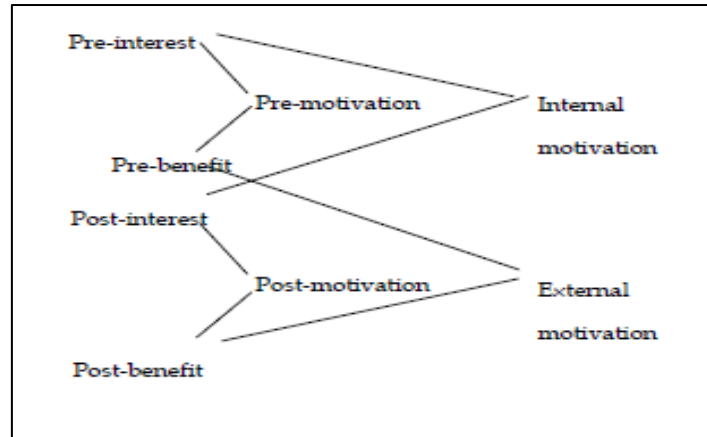 Pre-interest
Pre-motivation
Internal
motivation
Pre-benefit
Post-interest
Post-motivation
External
motivation
Post-benefit